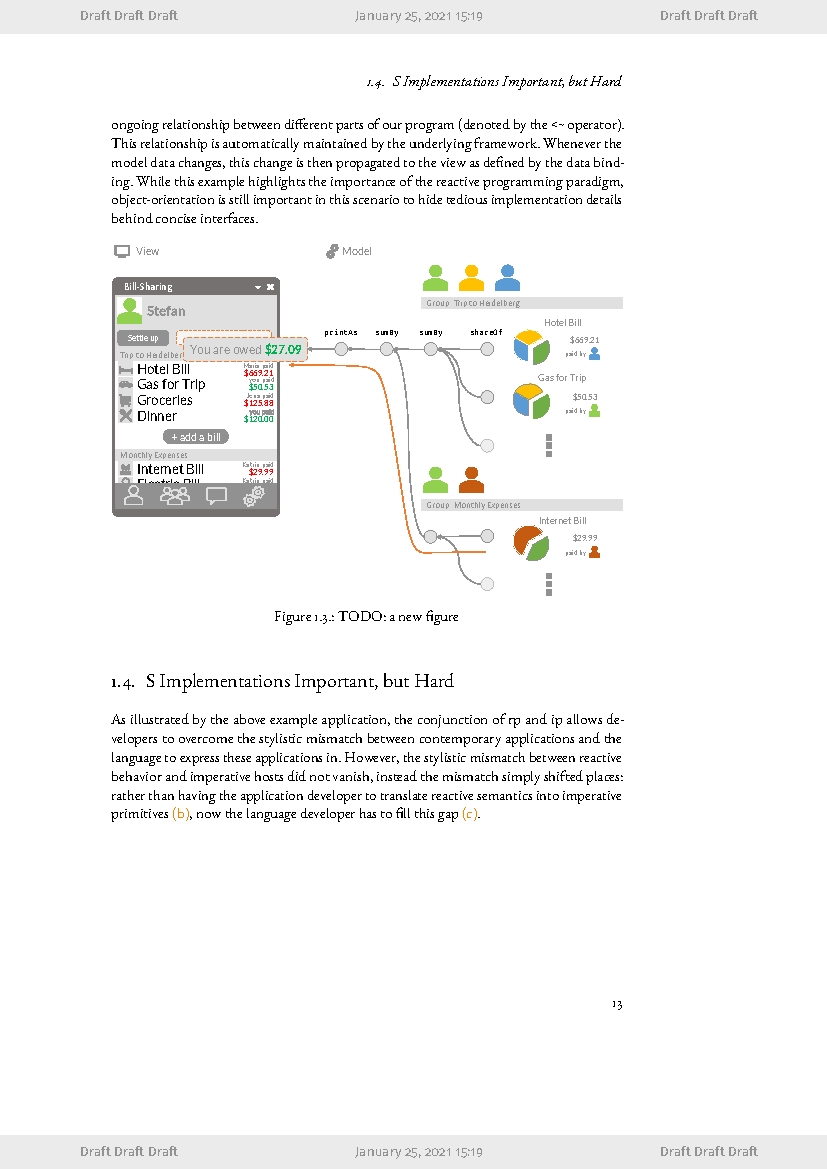 Draft Draft Draft January 25, 2021 15:19 Draft Draft Draft
1.4. S Implementations Important, but Hard
ongoing relationship between different parts of our program (denoted by the <~ operator).
This relationship is automatically maintained by the underlying framework. Whenever the
model data changes, this change is then propagated to the view as defined by the data bind-
ing. While this example highlights the importance of the reactive programming paradigm,
object-orientation is still important in this scenario to hide tedious implementation details
behind concise interfaces.
View
Model
Bill-Sharing
Stefan
Settle up
You are owed $27.09
Trip to Heidelber
Hotel Bill
$669.21
Gas for Trip
you paid
$50.53
Groceries
paid
$125.88
Dinner
you paid
$120.00
+ add a bill
Monthly Expenses
Internet Bill
Katrin paid
$29.99
Electric Bill
Katrin paid
printAs sumBy sumBy shareOf
Group Trip to Heidelberg
Hotel Bill
$669.21
paid by
Gas for Trip
$50.53
paid by
Group Monthly Expenses
Internet Bill
$29.99
paid by
Figure 1.3.: TODO: a new figure
1.4. S Implementations Important, but Hard
As illustrated by the above example application, the conjunction of rp and ip allows de-
velopers to overcome the stylistic mismatch between contemporary applications and the
language to express these applications in. However, the stylistic mismatch between reactive
behavior and imperative hosts did not vanish, instead the mismatch simply shifted places:
rather than having the application developer to translate reactive semantics into imperative
primitives (b), now the language developer has to fill this gap (c).
13
Draft Draft Draft January 25, 2021 15:19 Draft Draft Draft